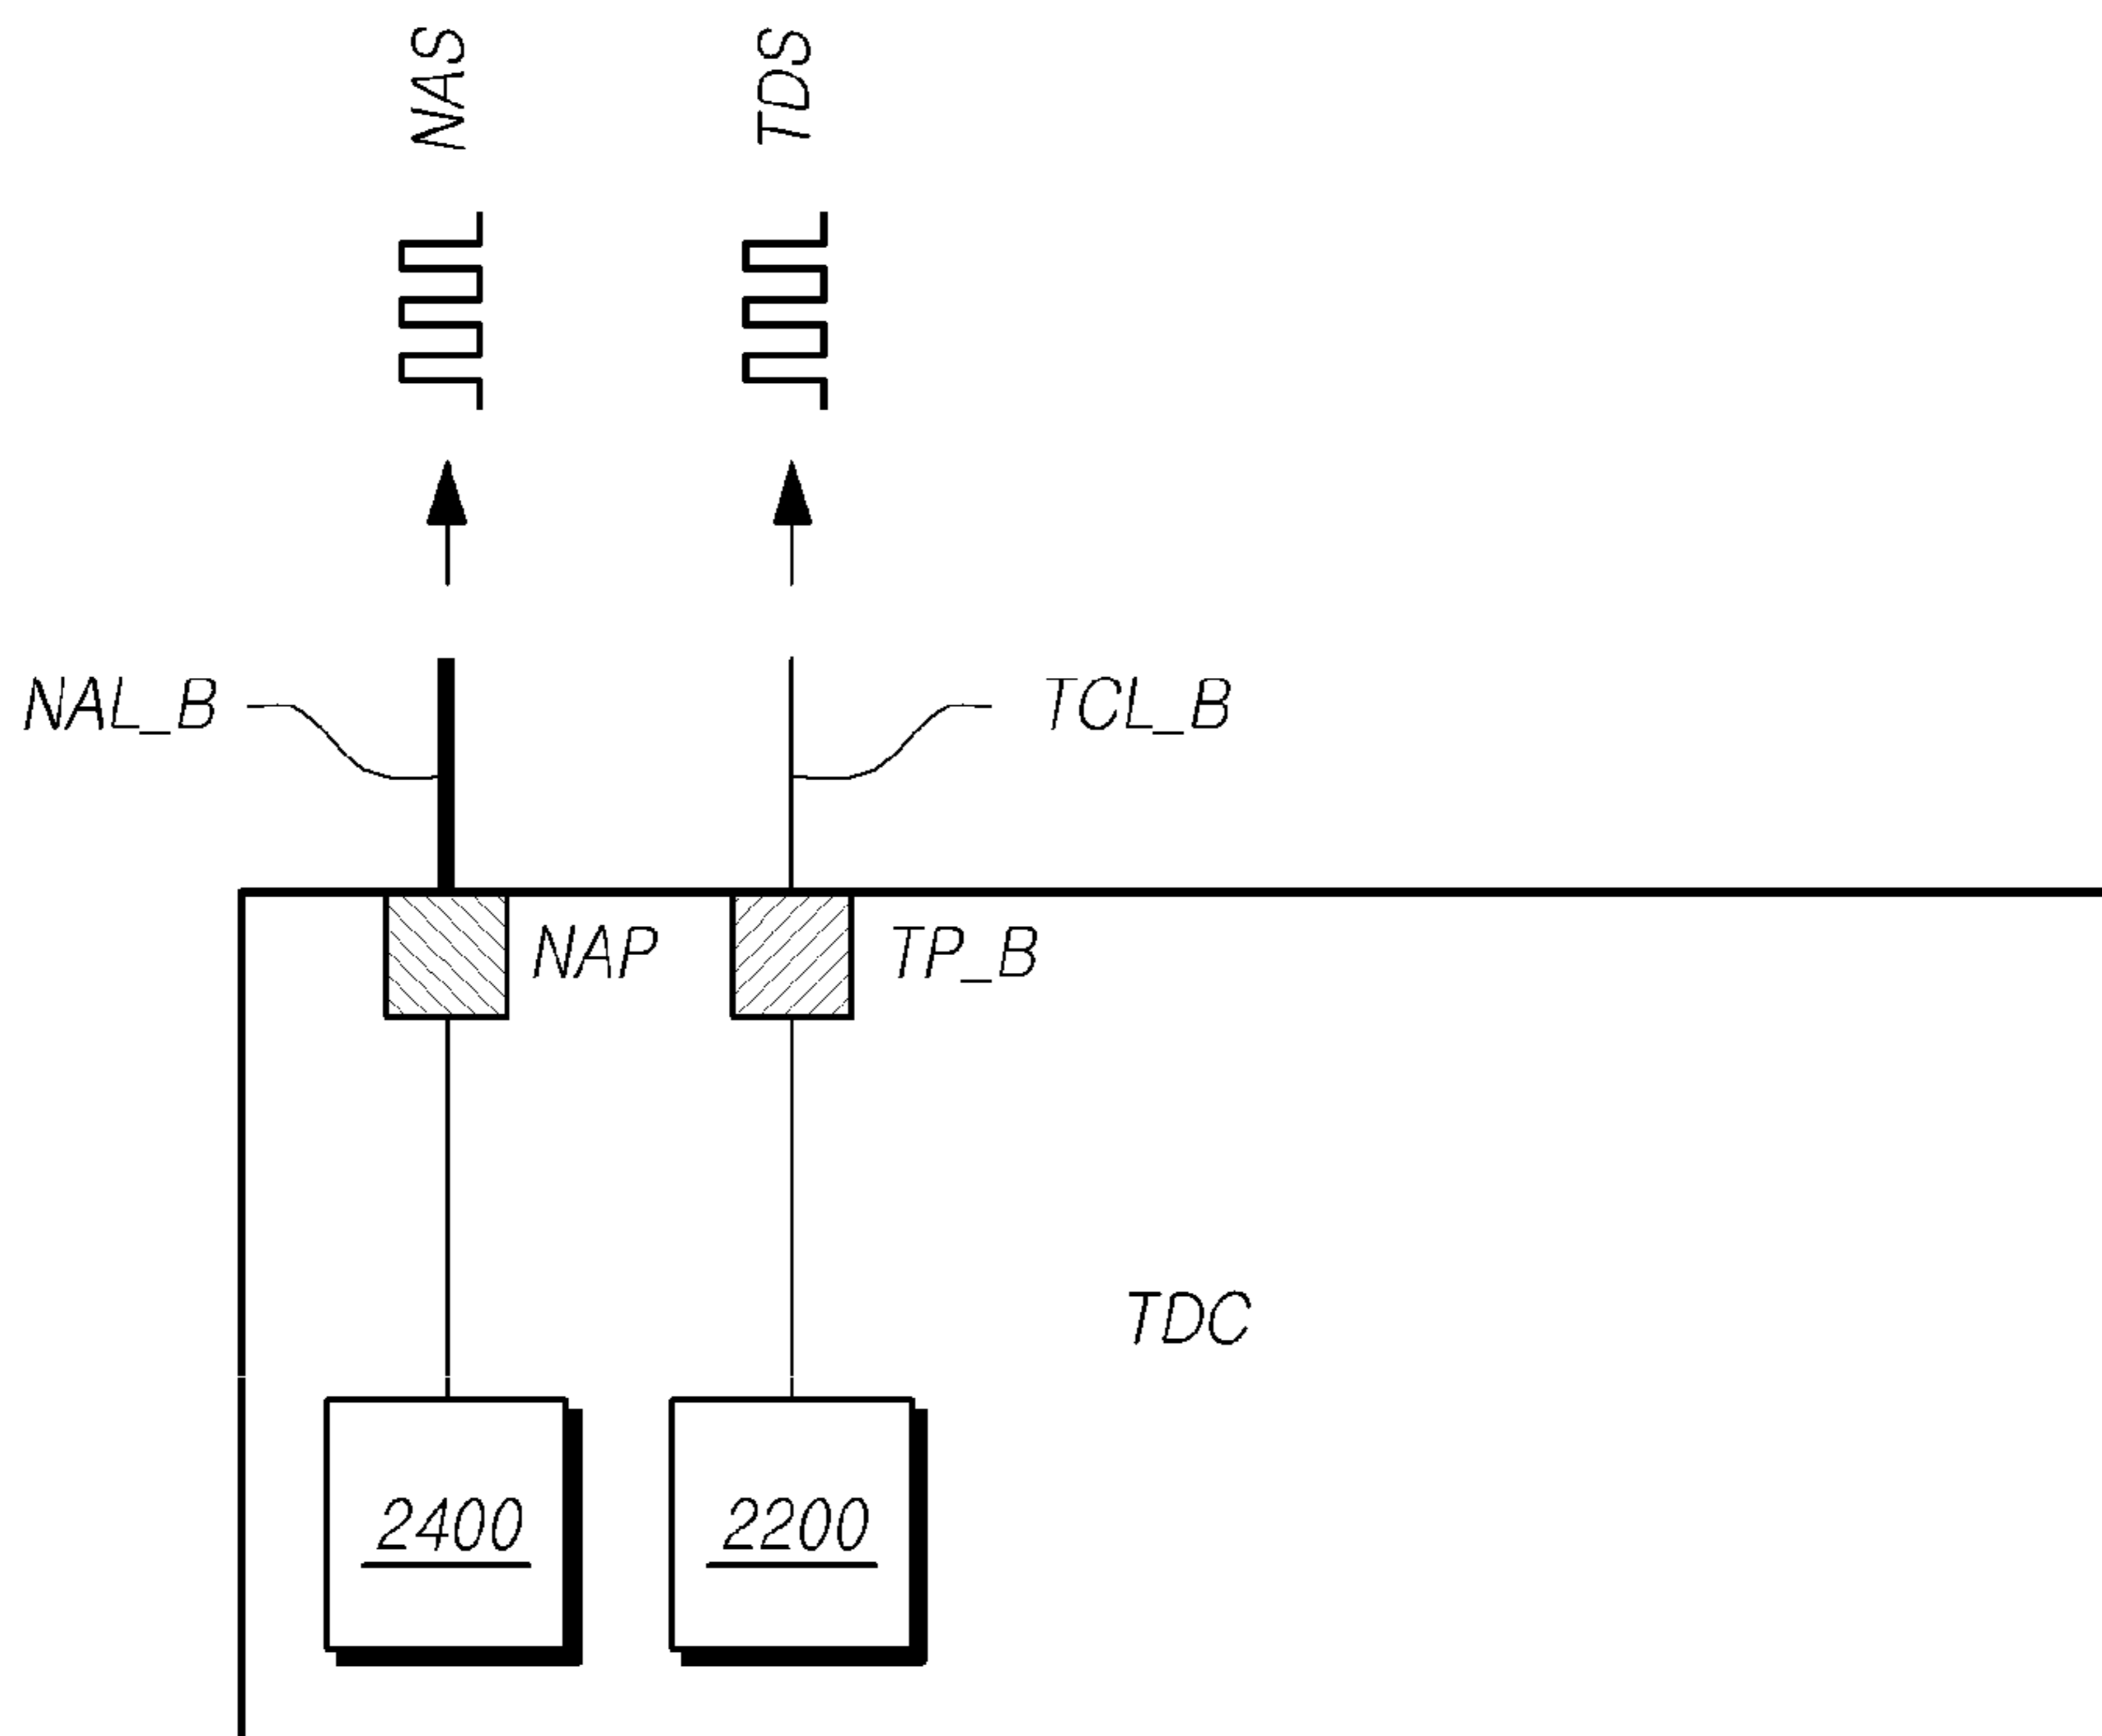 NAS
TDS
NAL_B
TCL_B
NAP
TP_B
TDC
2400
2200